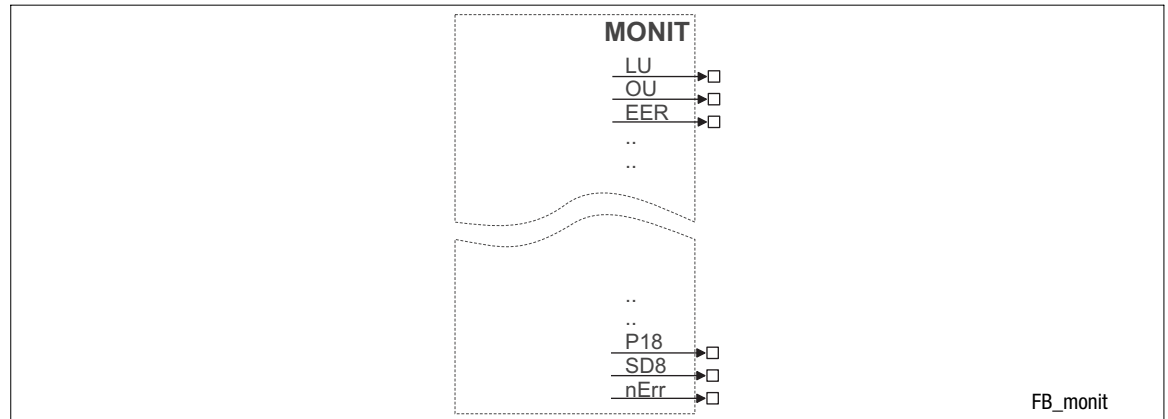 MONIT
LU
OU
EER
..
..
..
..
P18
SD8
nErr
FB_monit